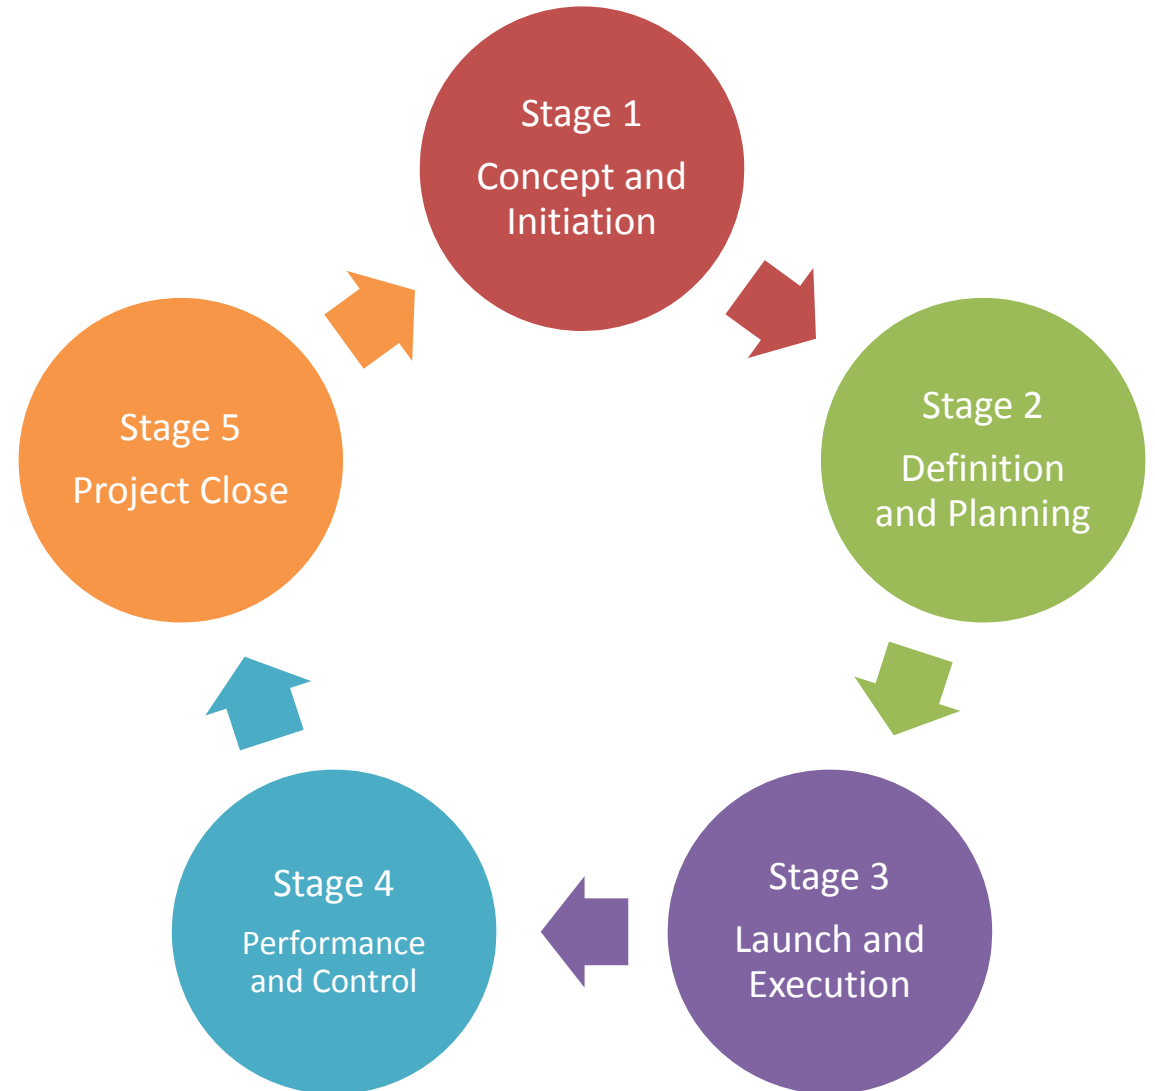 Stage 1
Concept and
Initiation
Stage 2
Definition
and Planning
Stage 3
Launch and
Execution
Stage 4
Performance
and Control
Stage 5
Project Close